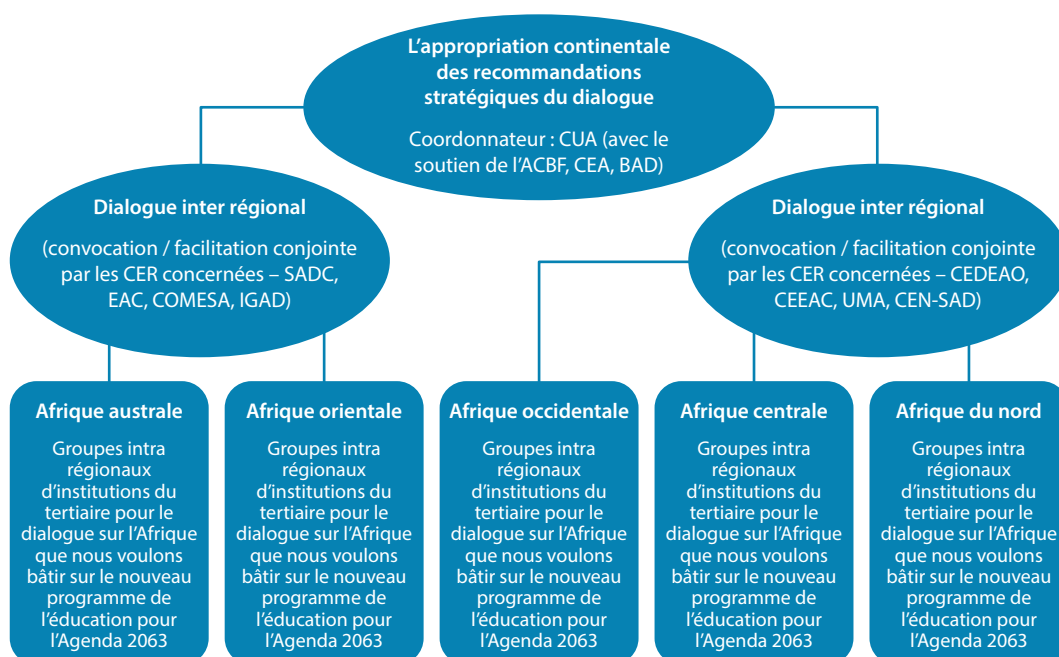 L'appropriation continentale
des recommandations
stratégiques du dialogue
Coordonnateur : CUA (avec le
soutien de l'ACBF, CEA, BAD)
Dialogue inter régional
(convocation / facilitation conjointe
par les CER concernées – SADC,
EAC, COMESA, IGAD)
Dialogue inter régional
(convocation / facilitation conjointe
par les CER concernées – CEDEAO,
CEEAC, UMA, CEN-SAD)
Afrique australe
Groupes intra
régionaux
d'institutions du
tertiaire pour le
dialogue sur l'Afrique
que nous voulons
bâtir sur le nouveau
programme de
l'éducation pour
l'Agenda 2063
Afrique orientale
Groupes intra
régionaux
d'institutions du
tertiaire pour le
dialogue sur l'Afrique
que nous voulons
bâtir sur le nouveau
programme de
l'éducation pour
l'Agenda 2063
Afrique occidentale
Groupes intra
régionaux
d'institutions du
tertiaire pour le
dialogue sur l'Afrique
que nous voulons
bâtir sur le nouveau
programme de
l'éducation pour
l'Agenda 2063
Afrique centrale
Groupes intra
régionaux
d'institutions du
tertiaire pour le
dialogue sur l'Afrique
que nous voulons
bâtir sur le nouveau
programme de
l'éducation pour
l'Agenda 2063
Afrique du nord
Groupes intra
régionaux
d'institutions du
tertiaire pour le
dialogue sur l'Afrique
que nous voulons
bâtir sur le nouveau
programme de
l'éducation pour
l'Agenda 2063